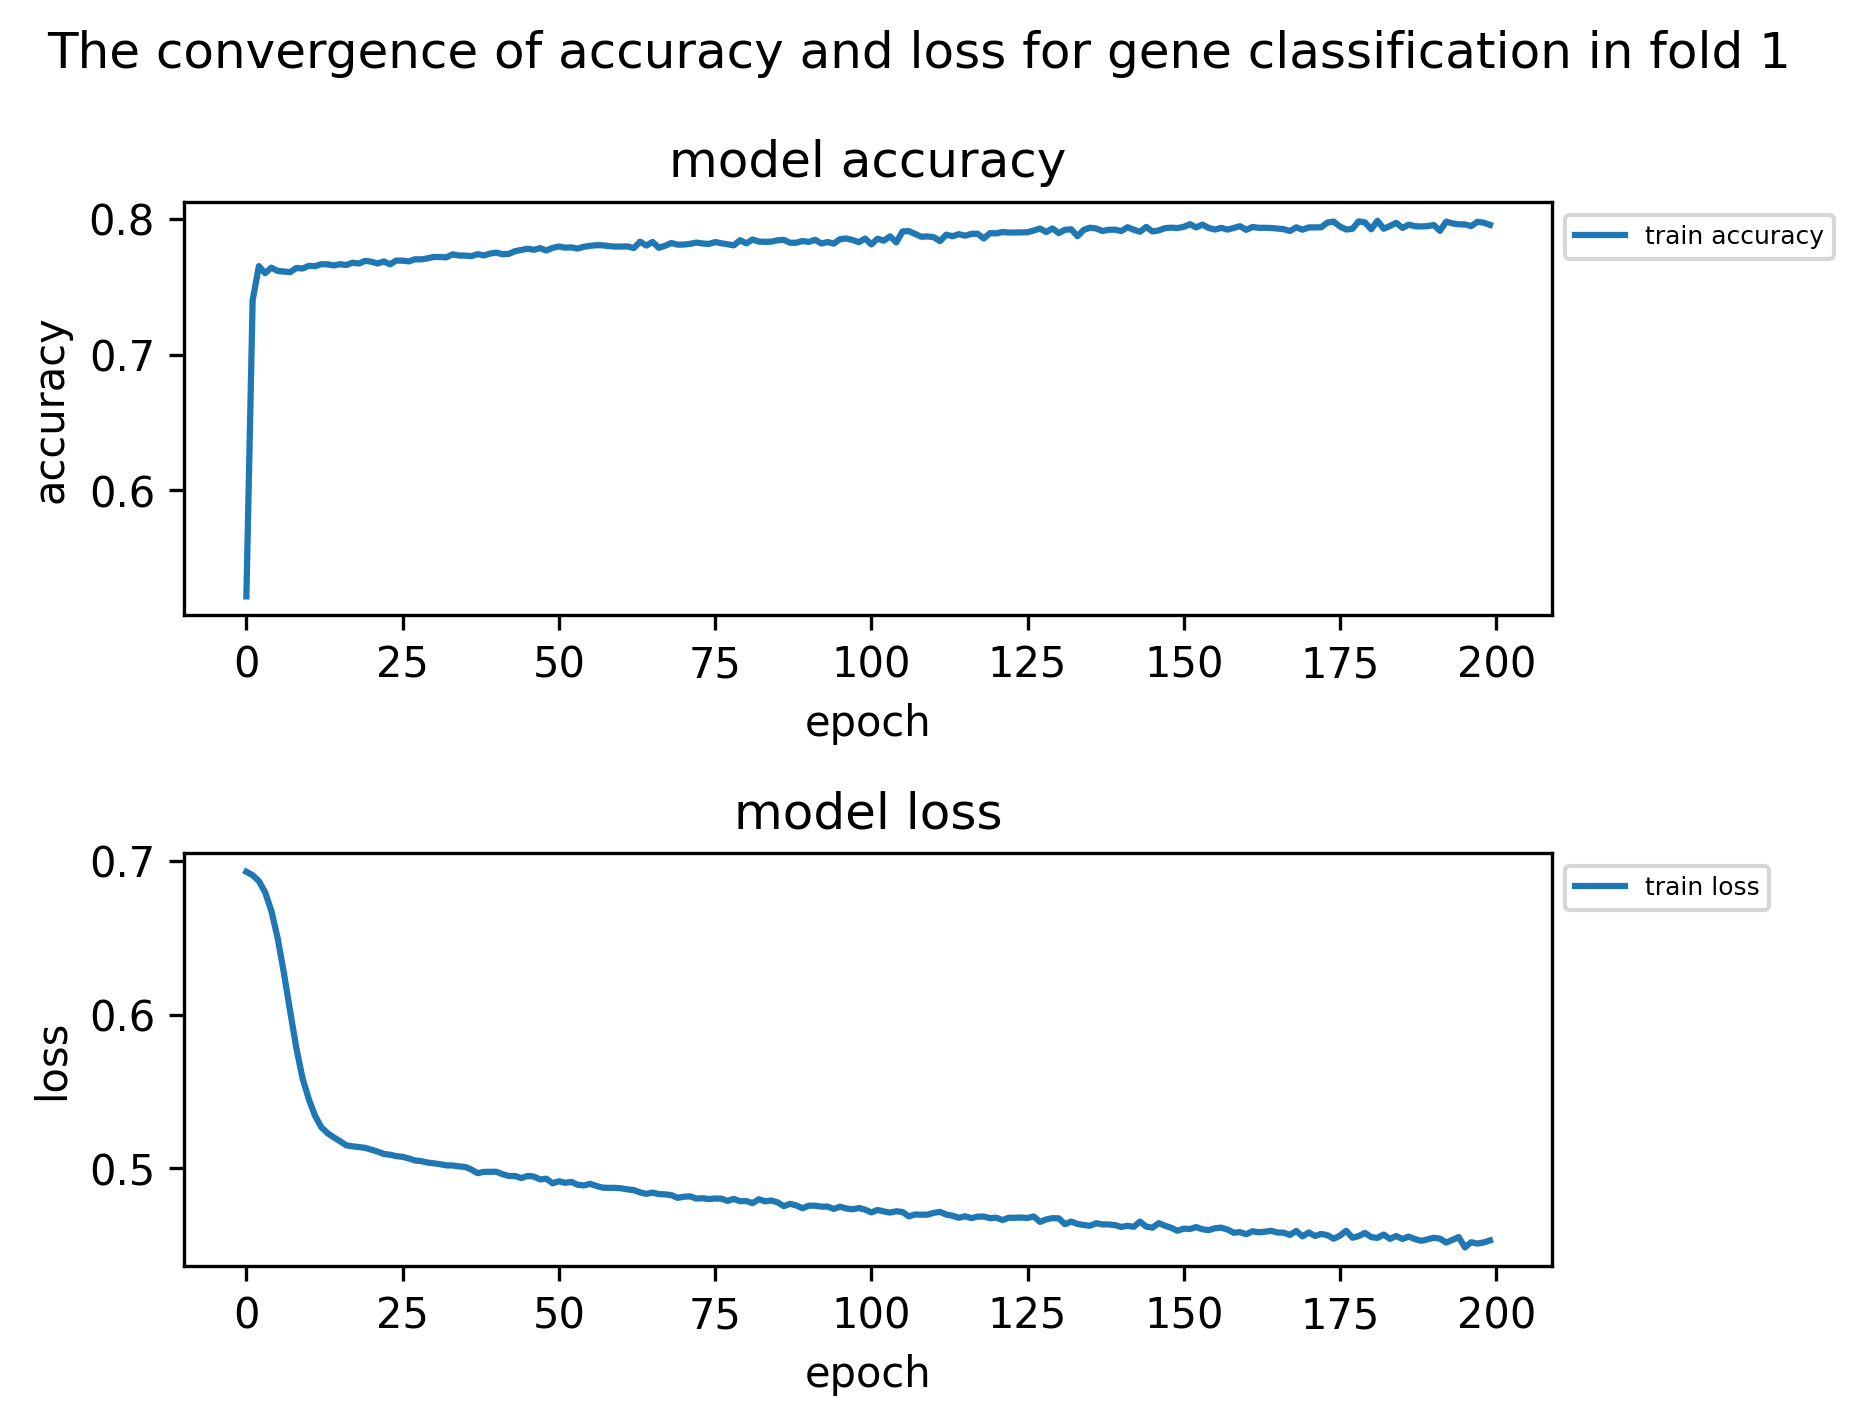 The convergence of accuracy and loss for gene classification in fold 1
model accuracy
0.8
0.7
0.6
accuracy
train accuracy
0 25 50 75 100 125 150 175 200
epoch
model loss
0.7
0.6
0.5
loss
train loss
0 25 50 75 100 125 150 175 200
epoch